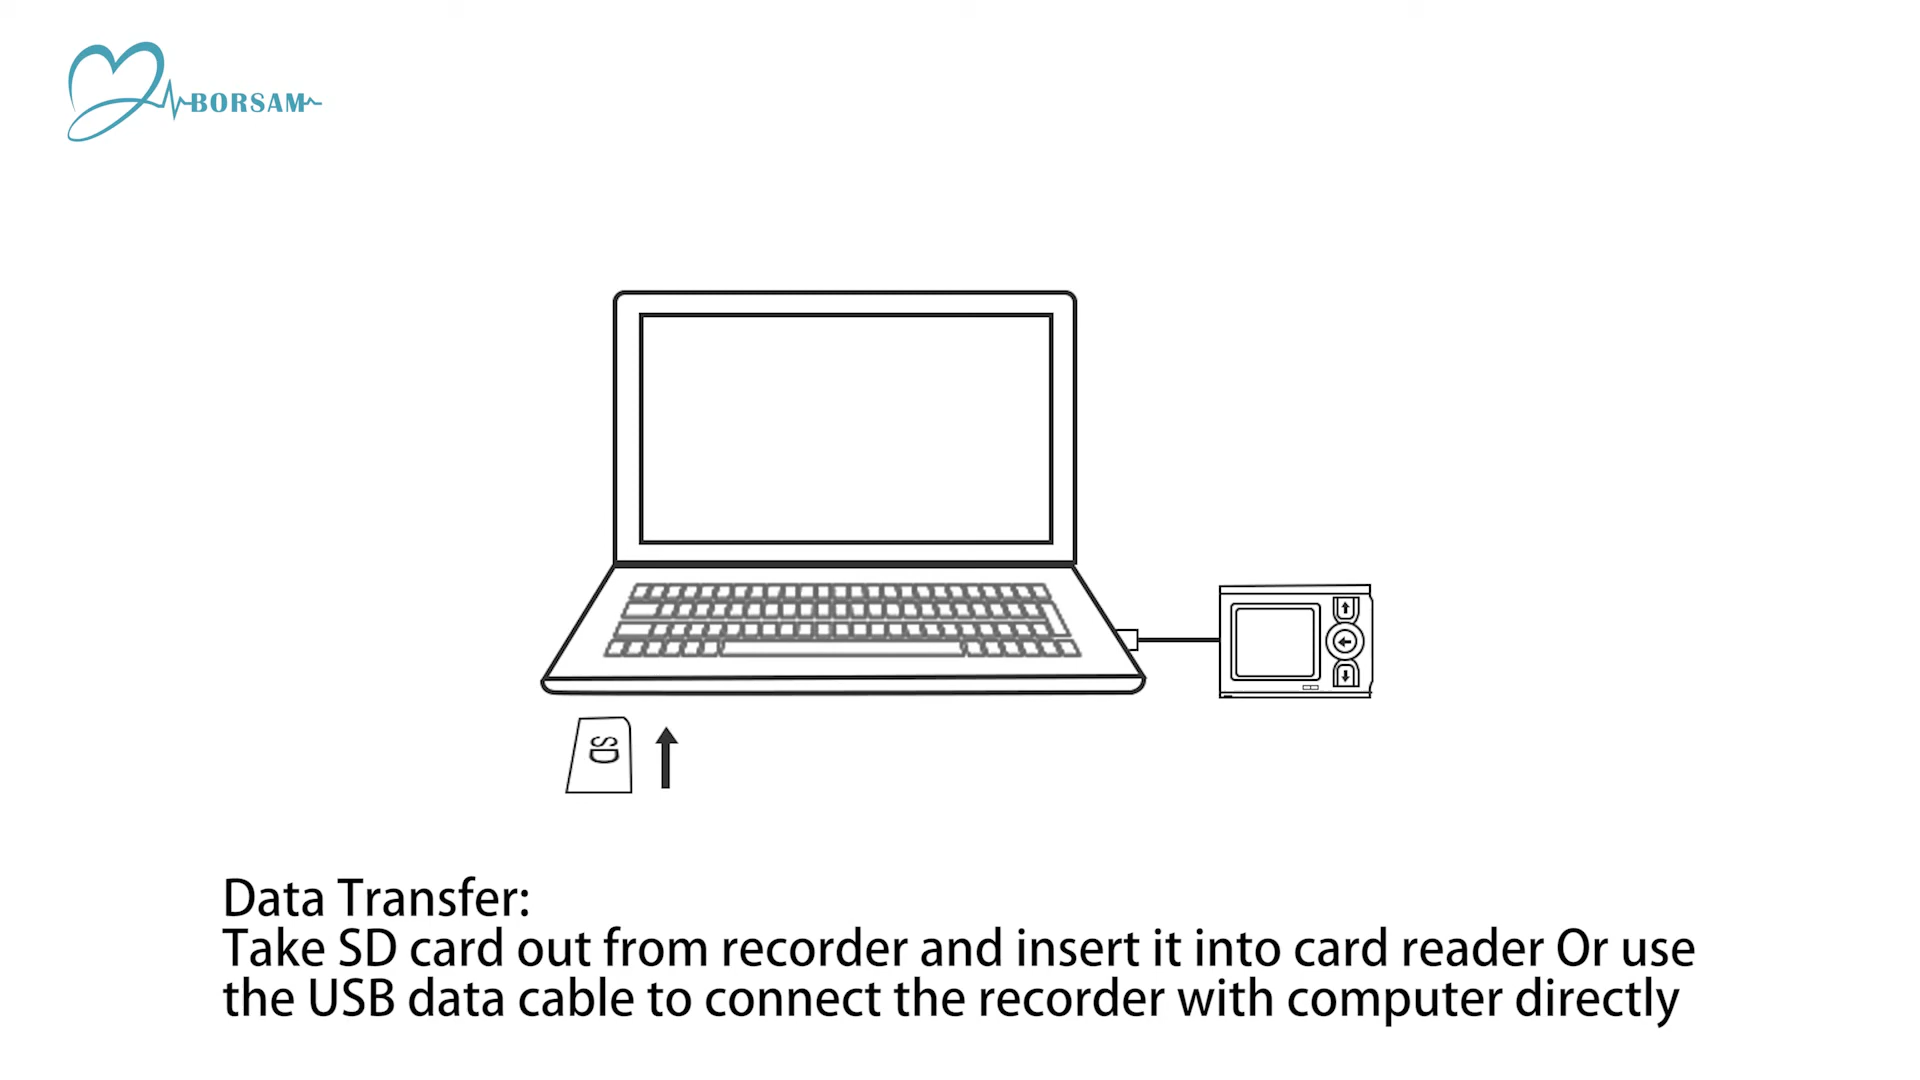 BORSAM
SD
Data Transfer:
Take SD card out from recorder and insert it into card reader Or use
the USB data cable to connect the recorder with computer directly